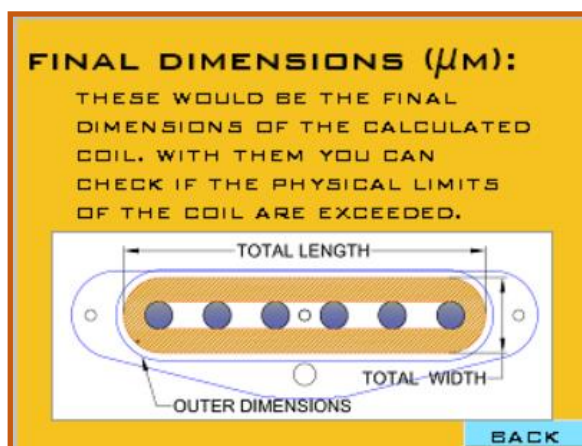 FINAL DIMENSIONS (μM):
THESE WOULD BE THE FINAL
DIMENSIONS OF THE CALCULATED
COIL. WITH THEM YOU CAN
CHECK IF THE PHYSICAL LIMITS
OF THE COIL ARE EXCEEDED.
TOTAL LENGTH
TOTAL WIDTH
OUTER DIMENSIONS
BACK